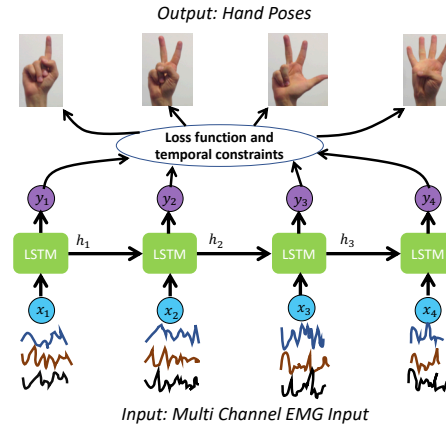 Output: Hand Poses
Loss function and
temporal constraints
y₁ y₂ y₃ y₄
h₁ h₂ h₃
LSTM LSTM LSTM LSTM
x₁ x₂ x₃ x₄
Input: Multi Channel EMG Input